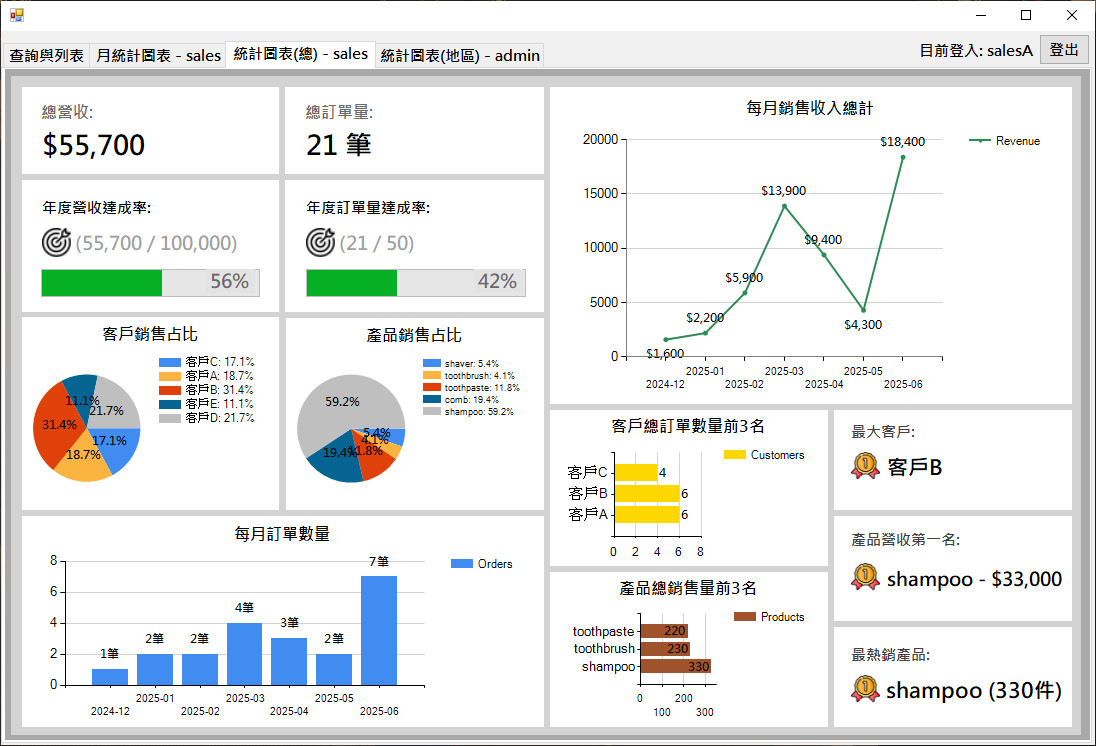 查詢與列表
月統計圖表 - sales
統計圖表(總) - sales
統計圖表(地區) - admin
目前登入: salesA
登出
總營收:
$55,700
總訂單量:
21 筆
年度營收達成率:
(55,700 / 100,000)
56%
年度訂單量達成率:
(21 / 50)
42%
客戶銷售占比
客戶C: 17.1%
客戶A: 18.7%
客戶B: 31.4%
客戶E: 11.1%
客戶D: 21.7%
11.1%
21.7%
31.4%
17.1%
18.7%
產品銷售占比
shaver: 5.4%
toothbrush: 4.1%
toothpaste: 11.8%
comb: 19.4%
shampoo: 59.2%
59.2%
5.4%
4.1%
11.8%
19.4%
每月訂單數量
8
6
4
2
0
1筆
2筆
2筆
4筆
3筆
2筆
7筆
2024-12
2025-01
2025-02
2025-03
2025-04
2025-05
2025-06
Orders
每月銷售收入總計
20000
15000
10000
5000
0
$1,600
$2,200
$5,900
$13,900
$9,400
$4,300
$18,400
2024-12
2025-01
2025-02
2025-03
2025-04
2025-05
2025-06
Revenue
客戶總訂單數量前3名
Customers
客戶C 4
客戶B 6
客戶A 6
0 2 4 6 8
產品總銷售量前3名
Products
toothpaste 220
toothbrush 230
shampoo 330
0 100 200 300
最大客戶:
客戶B
產品營收第一名:
shampoo - $33,000
最熱銷產品:
shampoo (330件)